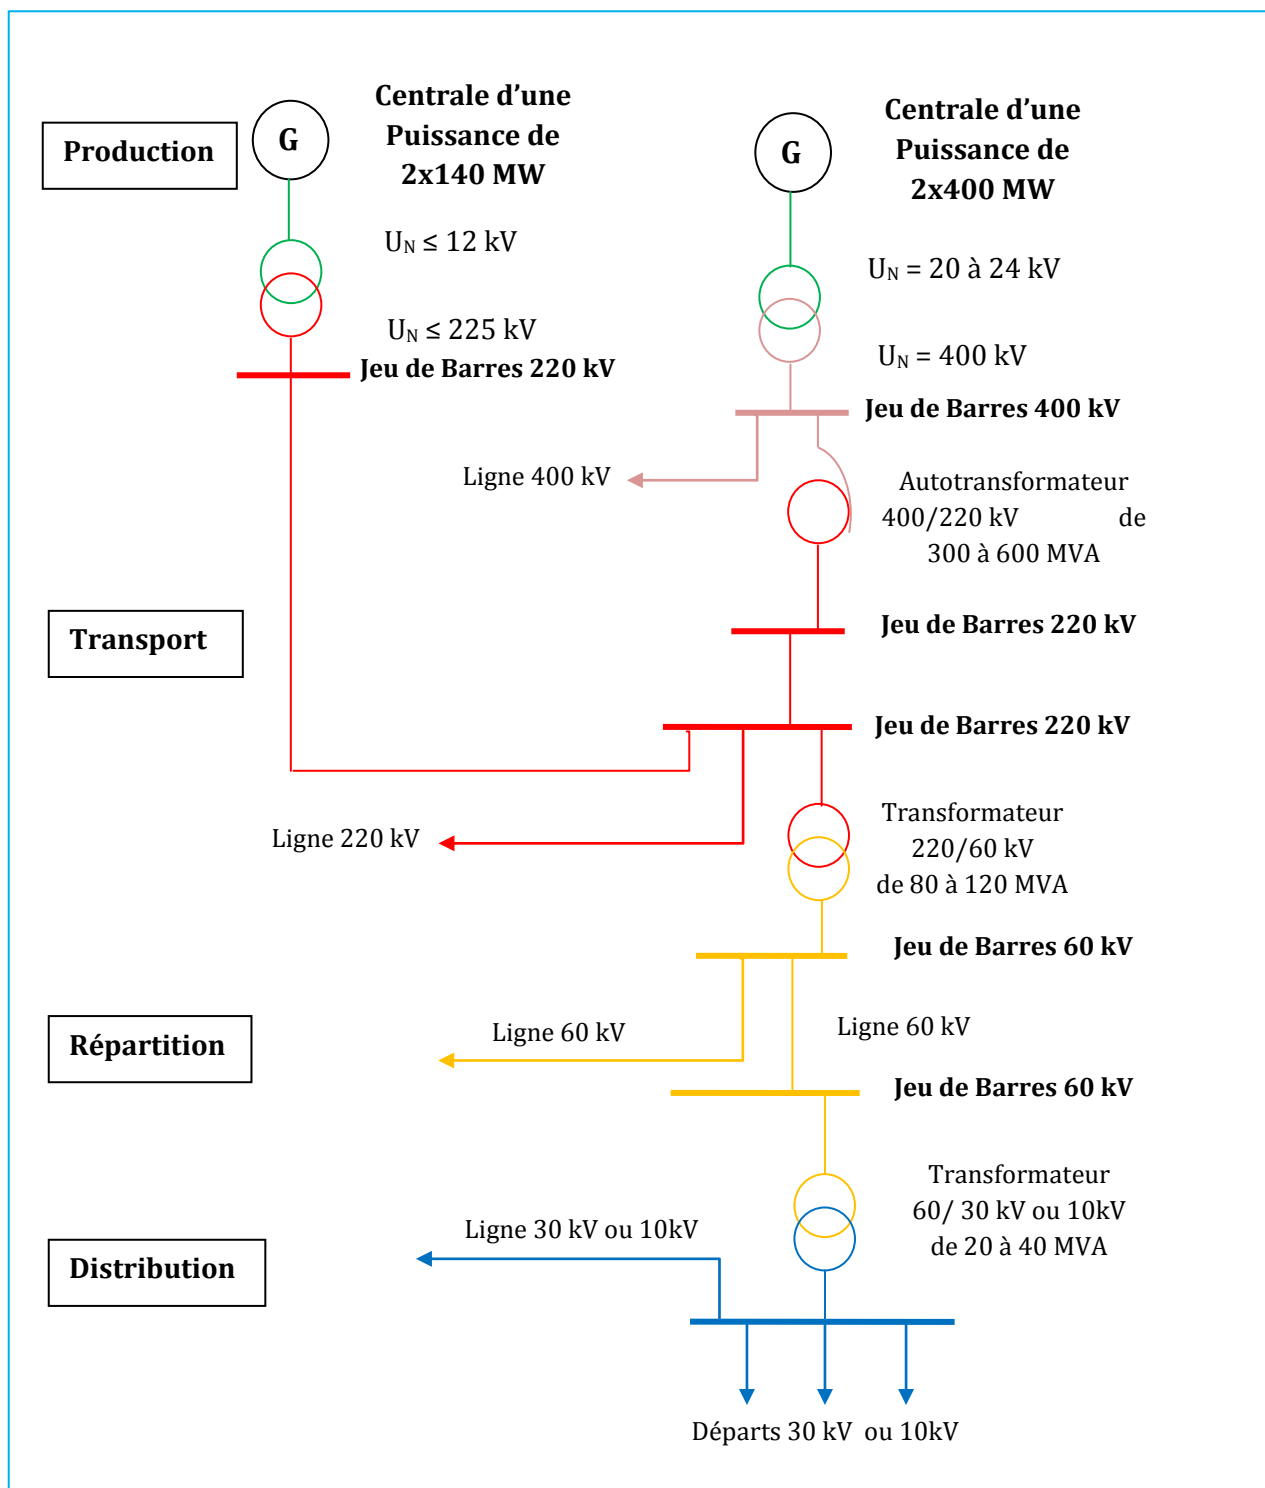 Production
G
Centrale d'une
Puissance de
2x140 MW
G
Centrale d'une
Puissance de
2x400 MW
U_N ≤ 12 kV
U_N = 20 à 24 kV
U_N ≤ 225 kV
U_N = 400 kV
Jeu de Barres 220 kV
Jeu de Barres 400 kV
Ligne 400 kV
Autotransformateur
400/220 kV de
300 à 600 MVA
Transport
Jeu de Barres 220 kV
Jeu de Barres 220 kV
Ligne 220 kV
Transformateur
220/60 kV
de 80 à 120 MVA
Jeu de Barres 60 kV
Répartition
Ligne 60 kV
Ligne 60 kV
Jeu de Barres 60 kV
Transformateur
60/ 30 kV ou 10kV
de 20 à 40 MVA
Ligne 30 kV ou 10kV
Distribution
Départs 30 kV ou 10kV